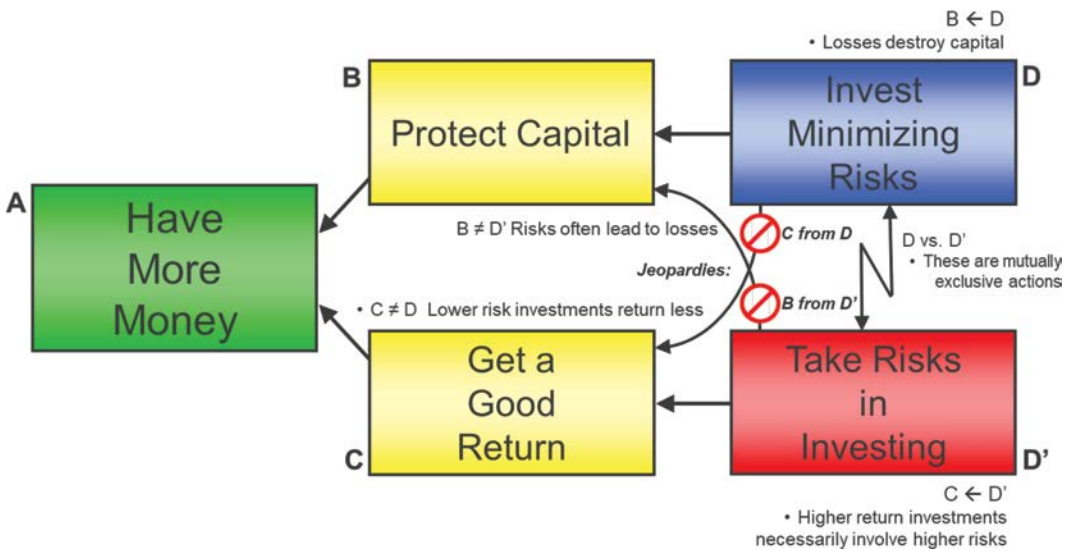 B ← D
• Losses destroy capital
B
D
Protect Capital
Invest
Minimizing
Risks
A
Have
More
Money
B ≠ D’ Risks often lead to losses
C from D
D vs. D’
• These are mutually
exclusive actions
Jeopardies:
B from D’
• C ≠ D Lower risk investments return less
Get a
Good
Return
Take Risks
in
Investing
C
D’
C ← D’
• Higher return investments
necessarily involve higher risks